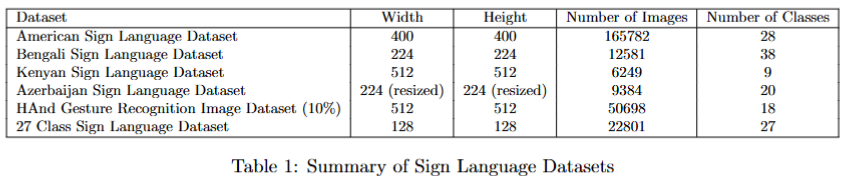 Dataset Width Height Number of Images Number of Classes
American Sign Language Dataset 400 400 165782 28
Bengali Sign Language Dataset 224 224 12581 38
Kenyan Sign Language Dataset 512 512 6249 9
Azerbaijan Sign Language Dataset 224 (resized) 224 (resized) 9384 20
HAnd Gesture Recognition Image Dataset (10%) 512 512 50698 18
27 Class Sign Language Dataset 128 128 22801 27
Table 1: Summary of Sign Language Datasets